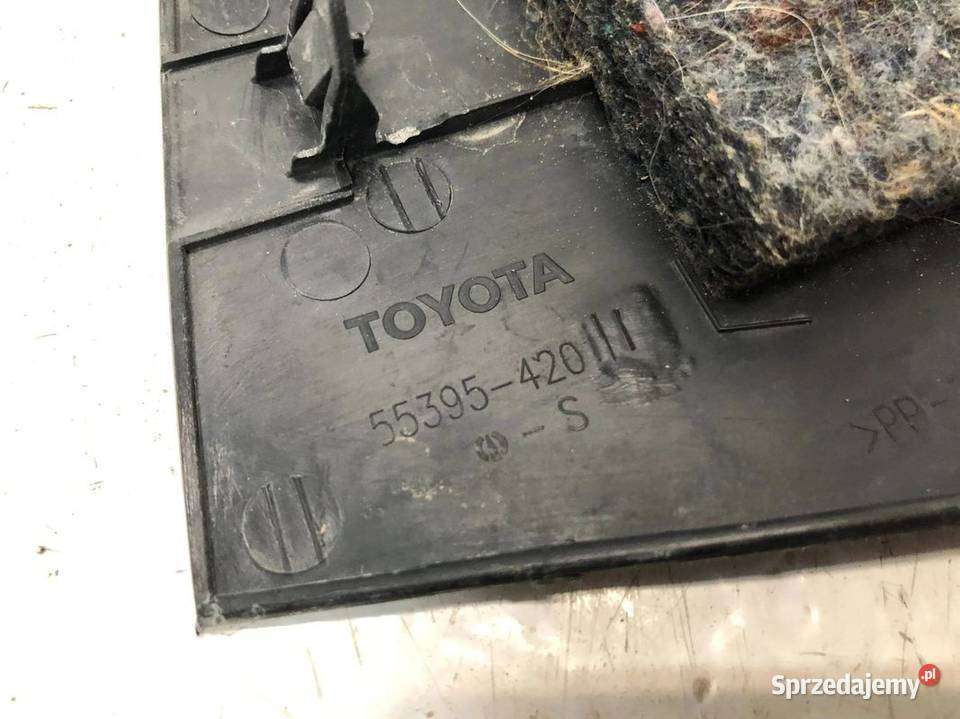 TOYOTA
55395-420
- S
>PP-
Sprzedajemy.pl